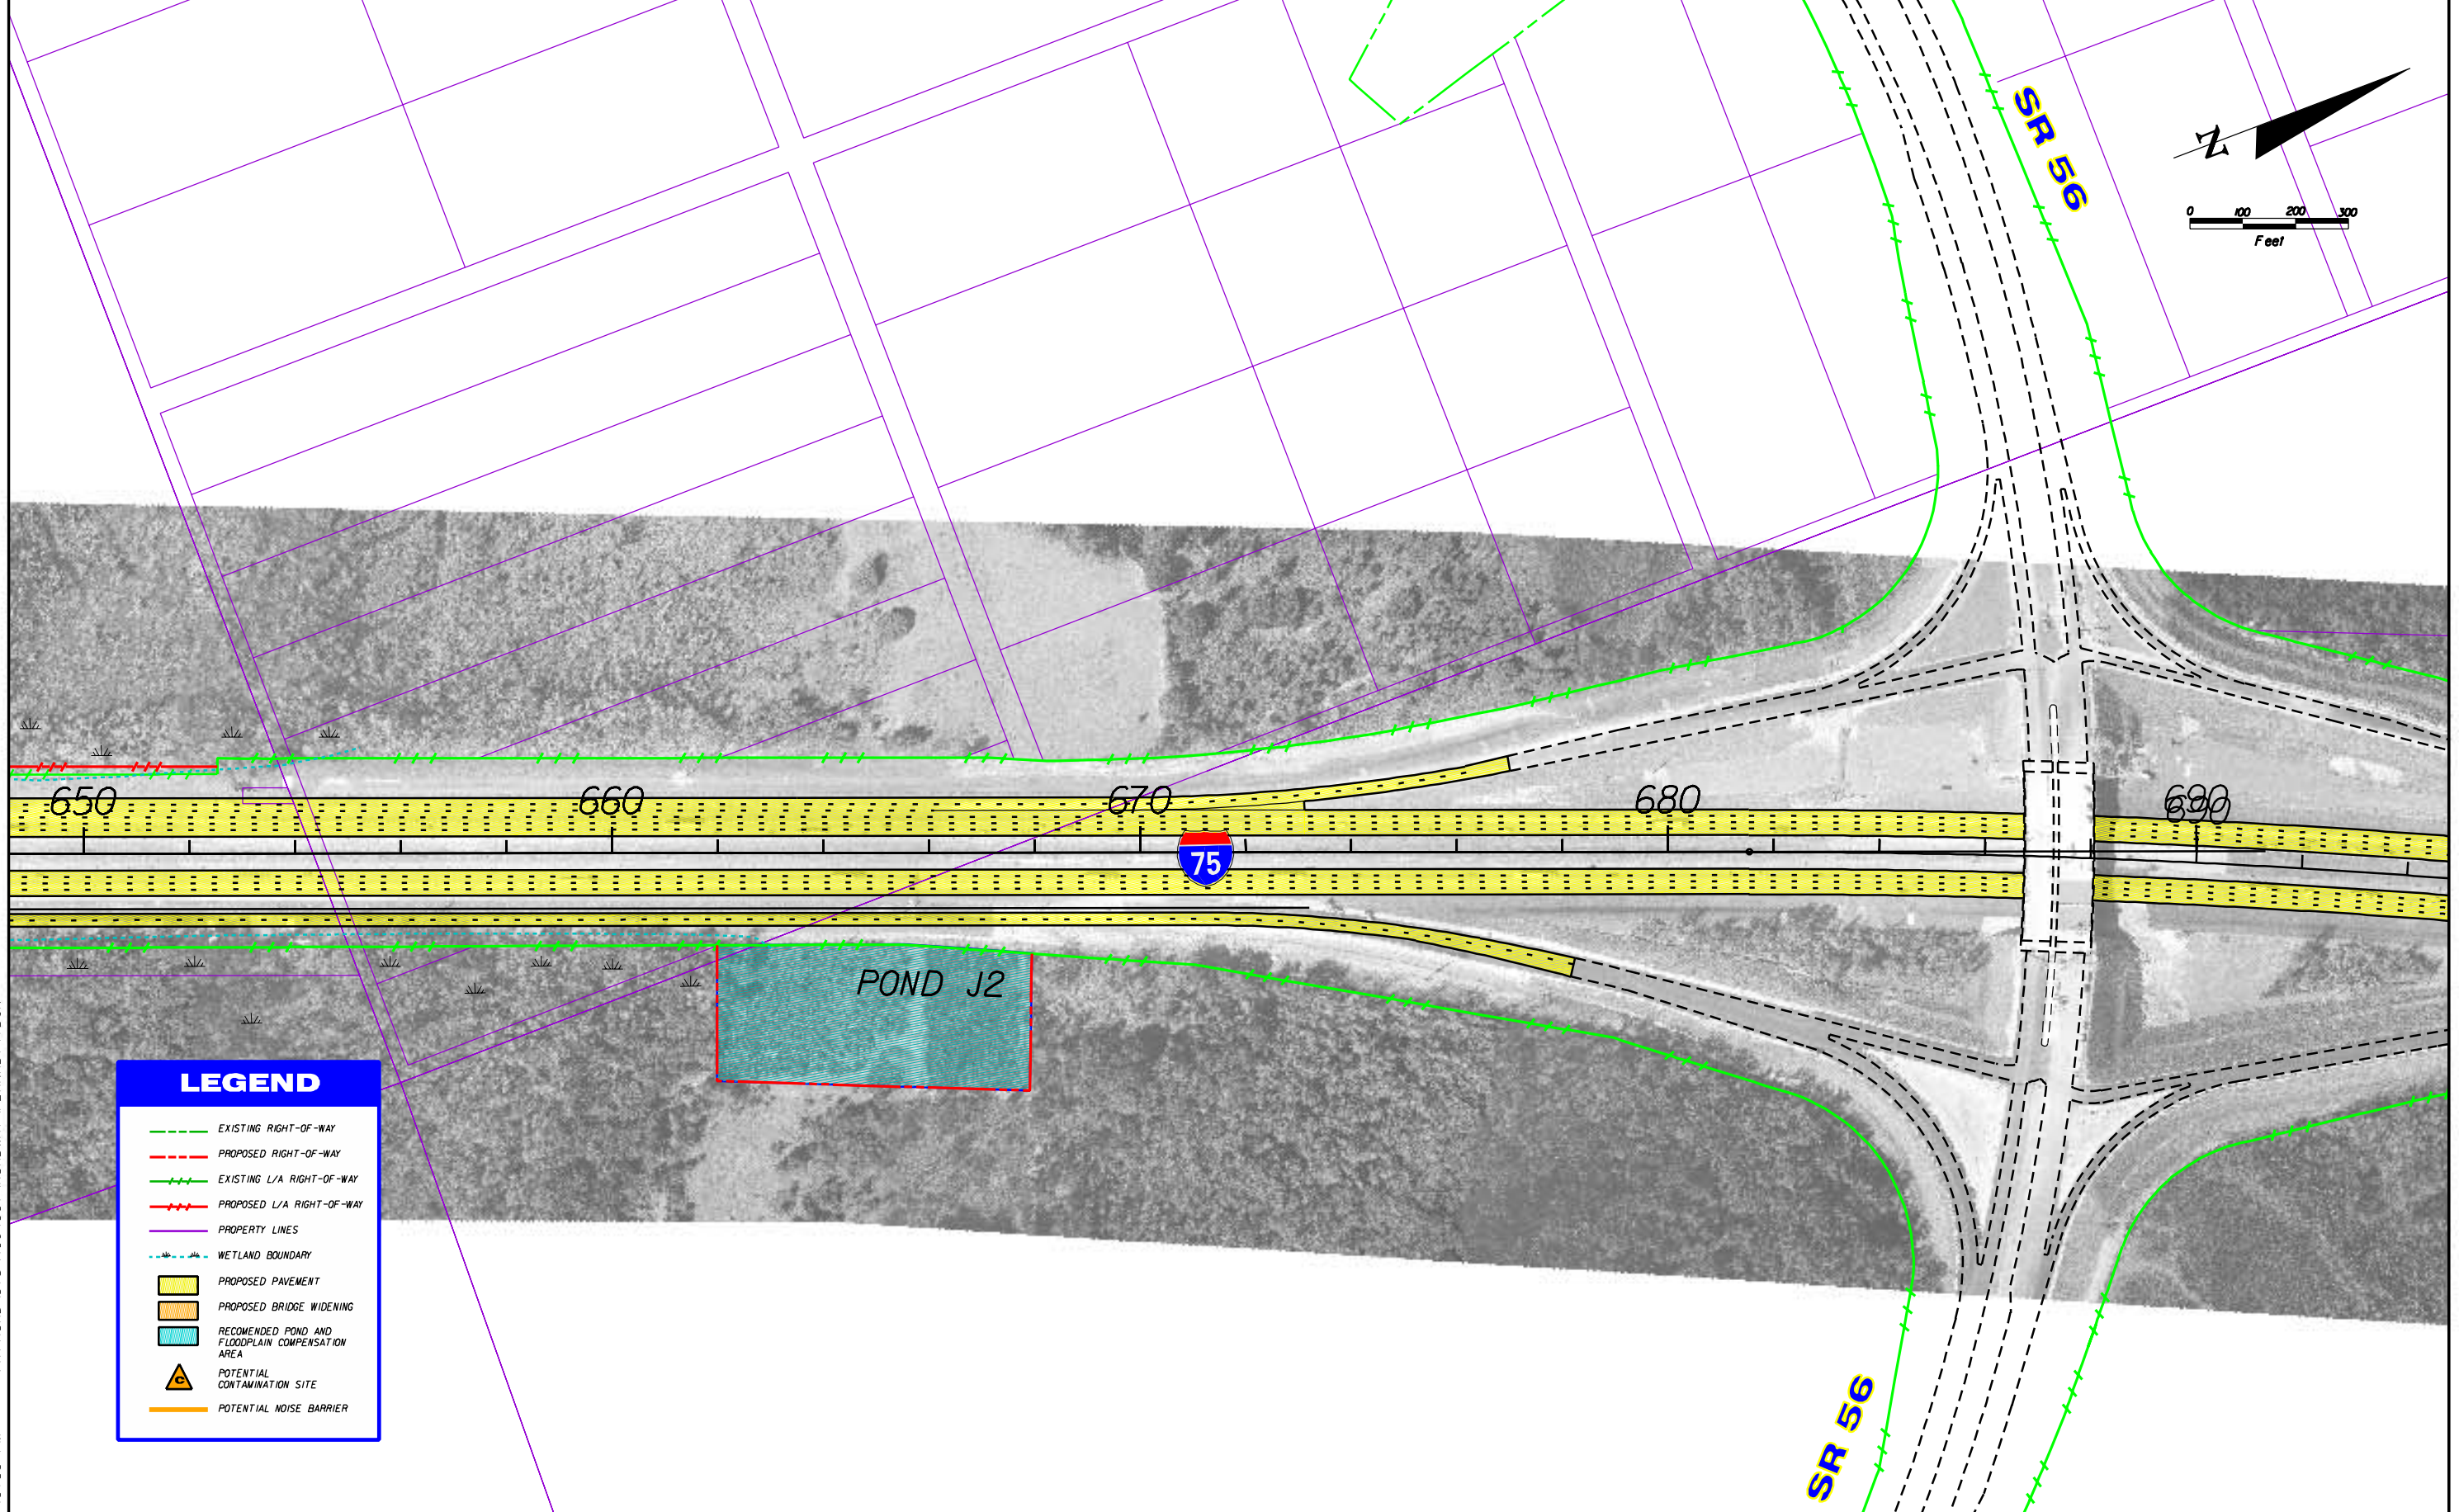 SR 56
N
0 100 200 300
Feet
650 660 670 680 690 690
75
POND J2
LEGEND
EXISTING RIGHT-OF-WAY
PROPOSED RIGHT-OF-WAY
EXISTING L/A RIGHT-OF-WAY
PROPOSED L/A RIGHT-OF-WAY
PROPERTY LINES
WETLAND BOUNDARY
PROPOSED PAVEMENT
PROPOSED BRIDGE WIDENING
RECOMENDED POND AND
FLOODPLAIN COMPENSATION
AREA
C
POTENTIAL
CONTAMINATION SITE
POTENTIAL NOISE BARRIER
SR 56